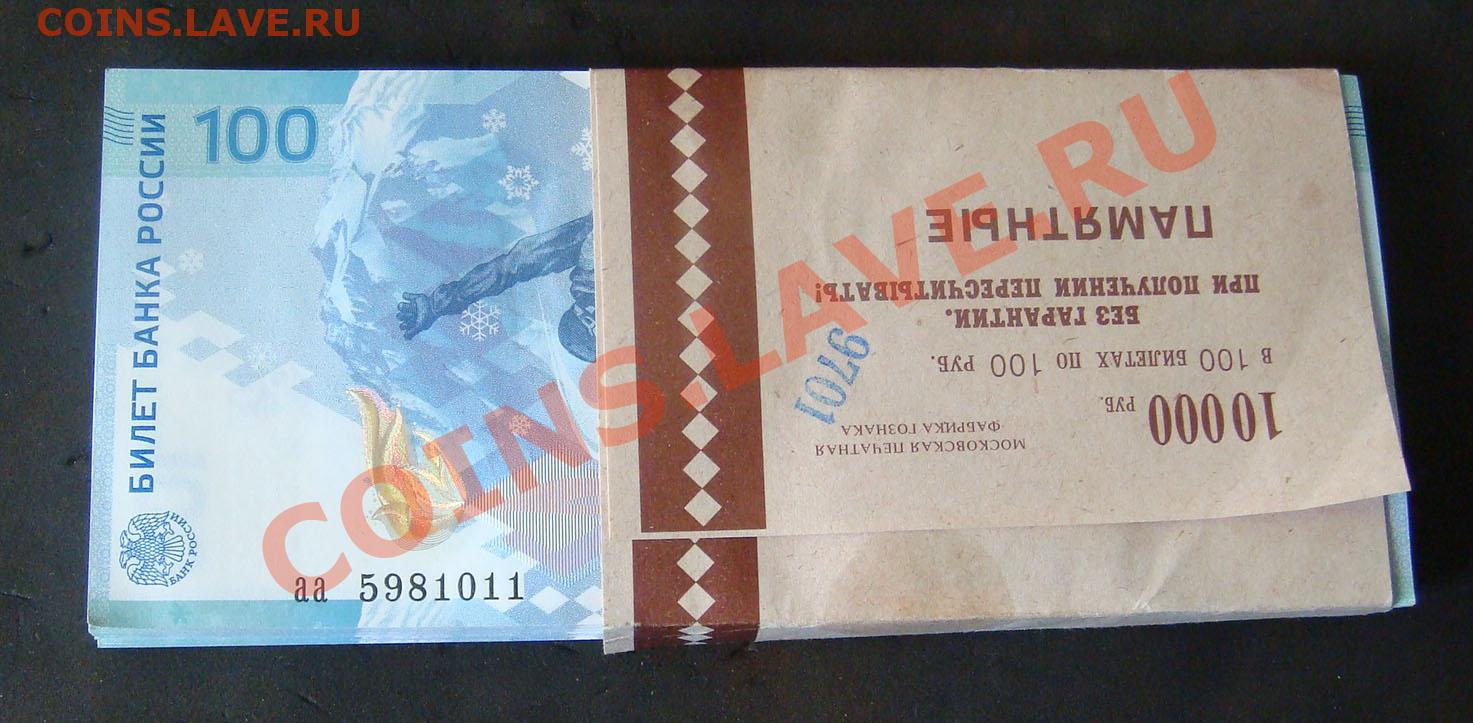 COINS.LAVE.RU
100
БИЛЕТ БАНКА РОССИИ
БАНК РОССИИ
аа 5981011
COINS.LAVE.RU
10000 РУБ.
МОСКОВСКАЯ ПЕЧАТНАЯ
ФАБРИКА ГОЗНАКА
В 100 БИЛЕТАХ ПО 100 РУБ.
97701
БЕЗ ГАРАНТИИ.
ПРИ ПОЛУЧЕНИИ ПЕРЕСЧИТЫВАТЬ!
ПАМЯТНЫЕ